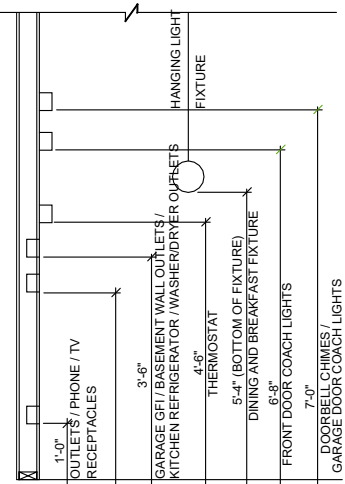 HANGING LIGHT
FIXTURE
1'-0"
OUTLETS / PHONE / TV
RECEPTACLES
3'-6"
GARAGE GFI / BASEMENT WALL OUTLETS /
KITCHEN REFRIGERATOR / WASHER/DRYER OUTLETS
4'-6"
THERMOSTAT
5'-4" (BOTTOM OF FIXTURE)
DINING AND BREAKFAST FIXTURE
6'-8"
FRONT DOOR COACH LIGHTS
7'-0"
DOORBELL CHIMES /
GARAGE DOOR COACH LIGHTS